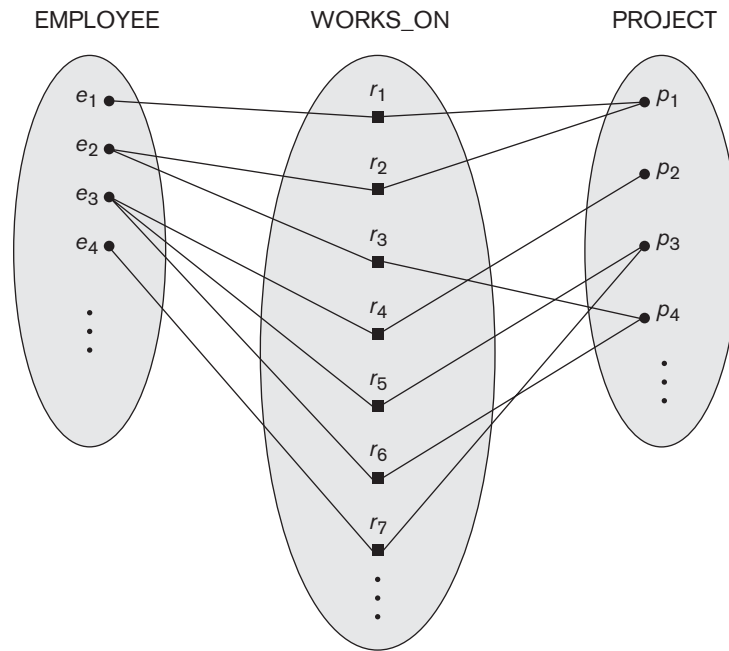 EMPLOYEE WORKS_ON PROJECT
e1
e2
e3
e4
r1
r2
r3
r4
r5
r6
r7
p1
p2
p3
p4